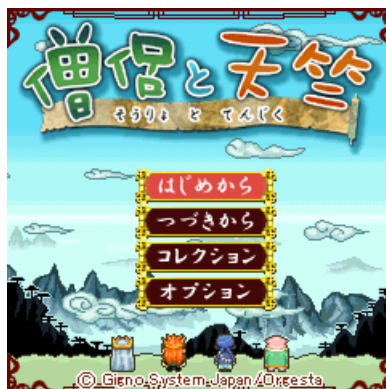 僧侶と天竺
そうりょ と てんじく
はじめから
つづきから
コレクション
オプション
© Gigno System Japan/Orgesta